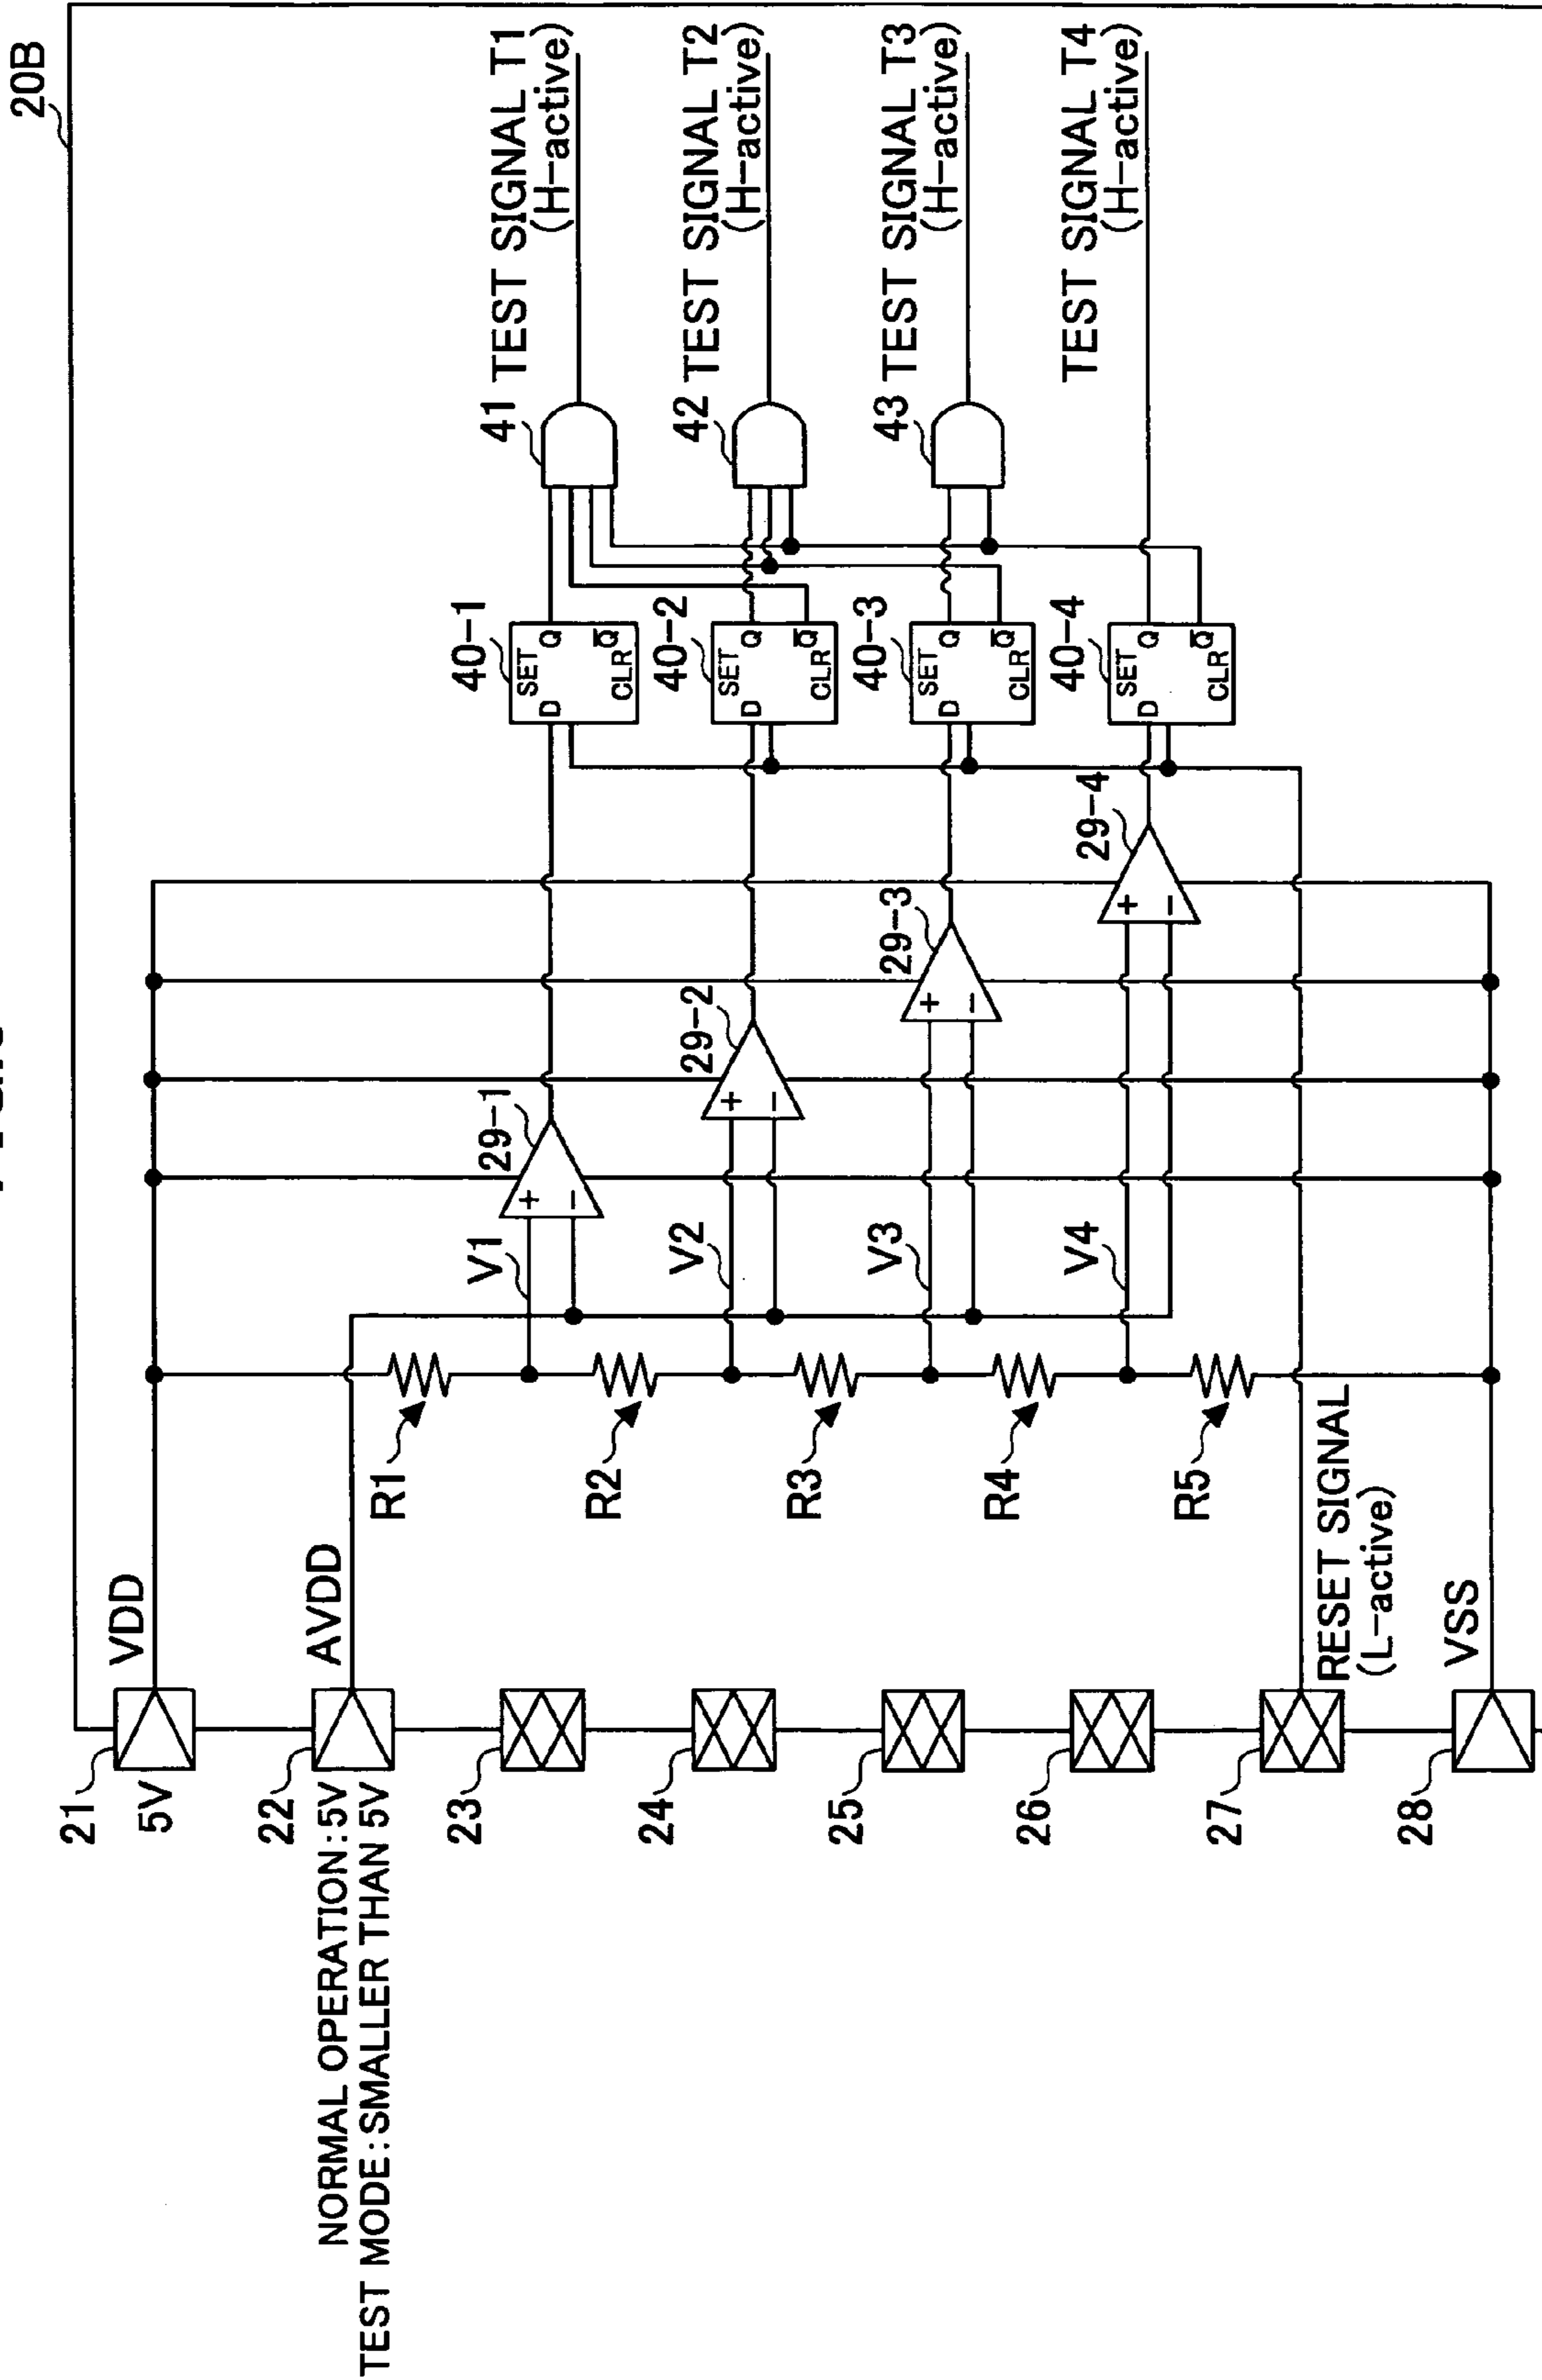 20B
21
VDD
5V
22
AVDD
NORMAL OPERATION:5V
TEST MODE:SMALLER THAN 5V
23
24
25
26
27
RESET SIGNAL
(L-active)
28
VSS
R1
R2
R3
R4
R5
V1
V2
V3
V4
29-1
+
−
29-2
+
−
29-3
+
−
29-4
+
−
40-1
SET
D
Q
Q̅
CLR
40-2
SET
D
Q
Q̅
CLR
40-3
SET
D
Q
Q̅
CLR
40-4
SET
D
Q
Q̅
CLR
41
TEST SIGNAL T1
(H-active)
42
TEST SIGNAL T2
(H-active)
43
TEST SIGNAL T3
(H-active)
TEST SIGNAL T4
(H-active)